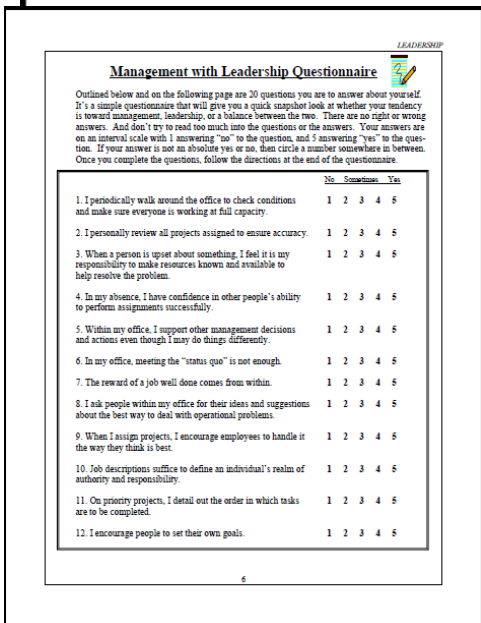 LEADERSHIP
Management with Leadership Questionnaire
Outlined below and on the following page are 20 questions you are to answer about yourself.
It's a simple questionnaire that will give you a quick snapshot look at whether your tendency
is toward management, leadership, or a balance between the two. There are no right or wrong
answers. And don't try to read too much into the questions or the answers. Your answers are
on an interval scale with 1 answering "no" to the question, and 5 answering "yes" to the ques-
tion. If your answer is not an absolute yes or no, then circle a number somewhere in between.
Once you complete the questions, follow the directions at the end of the questionnaire.
No Sometimes Yes
1. I periodically walk around the office to check conditions 1 2 3 4 5
and make sure everyone is working at full capacity.
2. I personally review all projects assigned to ensure accuracy. 1 2 3 4 5
3. When a person is upset about something, I feel it is my 1 2 3 4 5
responsibility to make resources known and available to
help resolve the problem.
4. In my absence, I have confidence in other people's ability 1 2 3 4 5
to perform assignments successfully.
5. Within my office, I support other management decisions 1 2 3 4 5
and actions even though I may do things differently.
6. In my office, meeting the "status quo" is not enough. 1 2 3 4 5
7. The reward of a job well done comes from within. 1 2 3 4 5
8. I ask people within my office for their ideas and suggestions 1 2 3 4 5
about the best way to deal with operational problems.
9. When I assign projects, I encourage employees to handle it 1 2 3 4 5
the way they think is best.
10. Job descriptions suffice to define an individual's realm of 1 2 3 4 5
authority and responsibility.
11. On priority projects, I detail out the order in which tasks 1 2 3 4 5
are to be completed.
12. I encourage people to set their own goals. 1 2 3 4 5
6